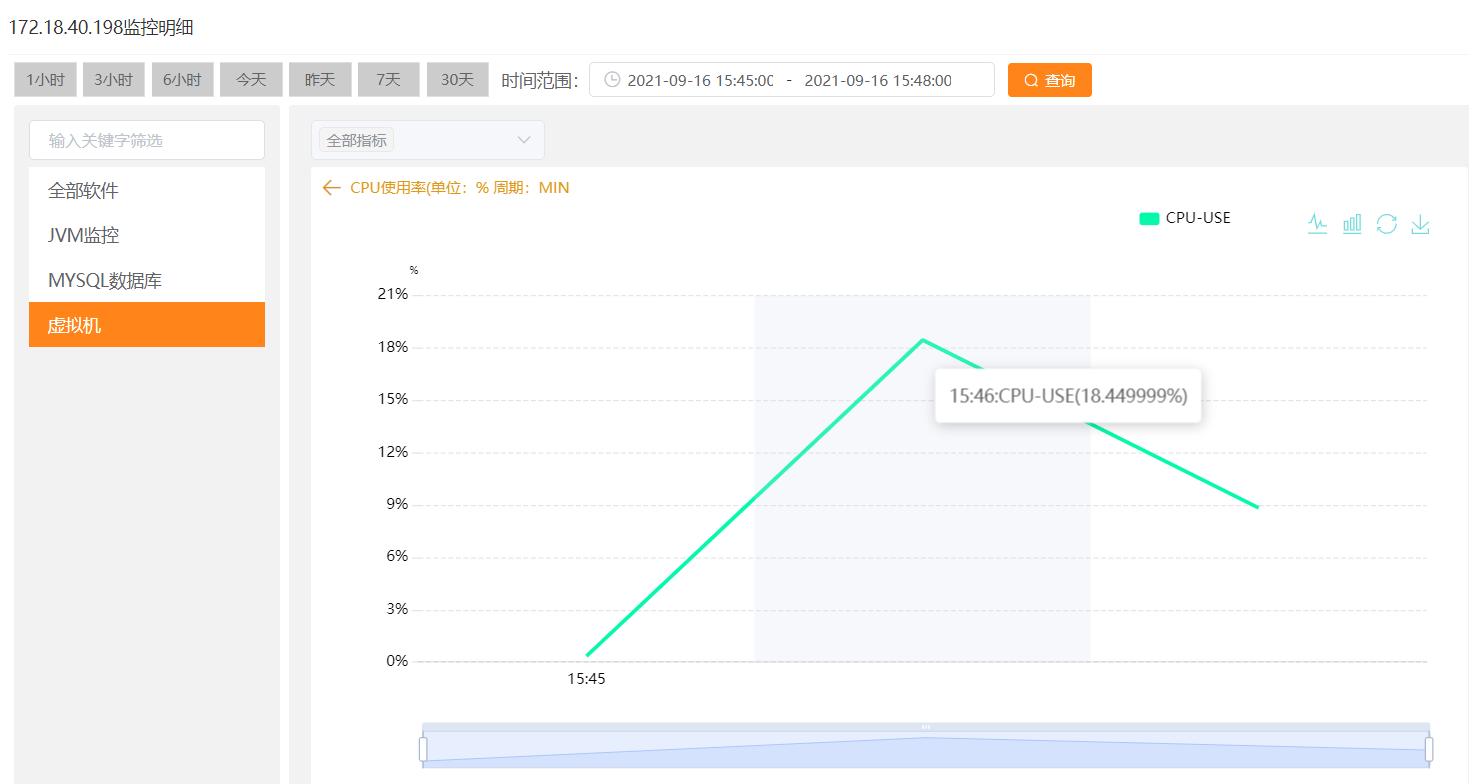 172.18.40.198监控明细
1小时 3小时 6小时 今天 昨天 7天 30天 时间范围： 2021-09-16 15:45:00 - 2021-09-16 15:48:00 查询
输入关键字筛选
全部软件
JVM监控
MYSQL数据库
虚拟机
全部指标
CPU使用率(单位：% 周期：MIN
CPU-USE
%
21%
18%
15%
12%
9%
6%
3%
0%
15:46:CPU-USE(18.449999%)
15:45